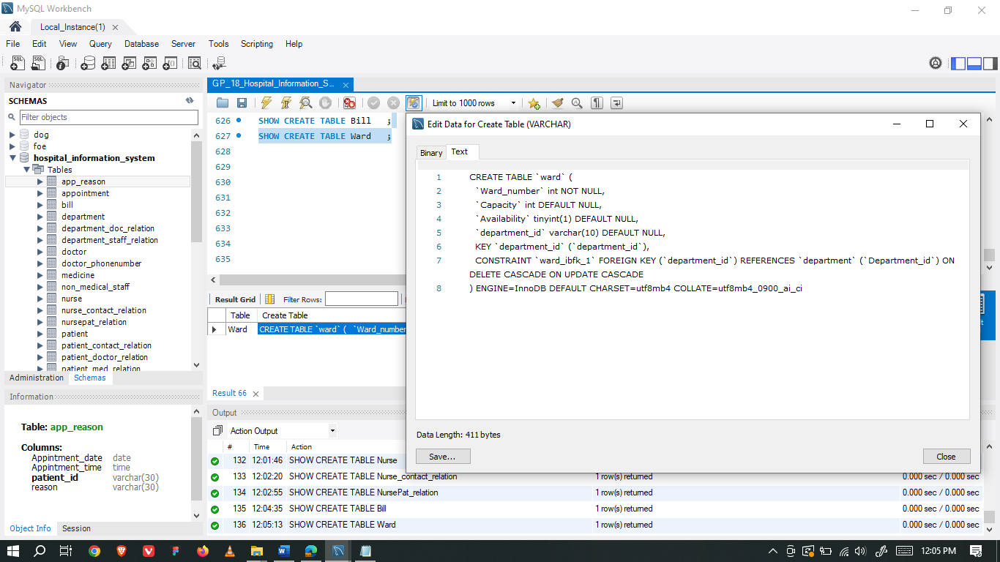 MySQL Workbench
Local_Instance(1)
File Edit View Query Database Server Tools Scripting Help
Navigator
SCHEMAS
Filter objects
dog
foe
hospital_information_system
Tables
app_reason
appointment
bill
department
department_doc_relation
department_staff_relation
doctor
doctor_phonenumber
medicine
non_medical_staff
nurse
nurse_contact_relation
nursepat_relation
patient
patient_contact_relation
patient_doctor_relation
patient_med_relation
Administration Schemas
Information
Table: app_reason
Columns:
Appintment_date date
Appintment_time time
patient_id varchar(30)
reason varchar(30)
Object Info Session
GP_18_Hospital_Information_S...
Limit to 1000 rows
626 SHOW CREATE TABLE Bill ;
627 SHOW CREATE TABLE Ward ;
628
629
630
631
632
633
634
635
Result Grid Filter Rows:
Table Create Table
Ward CREATE TABLE `ward` ( `Ward_number
Result 66
Output
Action Output
# Time Action
132 12:01:46 SHOW CREATE TABLE Nurse
133 12:02:20 SHOW CREATE TABLE Nurse_contact_relation 1 row(s) returned 0.000 sec / 0.000 sec
134 12:02:55 SHOW CREATE TABLE NursePat_relation 1 row(s) returned 0.000 sec / 0.000 sec
135 12:04:35 SHOW CREATE TABLE Bill 1 row(s) returned 0.000 sec / 0.000 sec
136 12:05:13 SHOW CREATE TABLE Ward 1 row(s) returned 0.000 sec / 0.000 sec
Edit Data for Create Table (VARCHAR)
Binary Text
1 CREATE TABLE `ward` (
2 `Ward_number` int NOT NULL,
3 `Capacity` int DEFAULT NULL,
4 `Availability` tinyint(1) DEFAULT NULL,
5 `department_id` varchar(10) DEFAULT NULL,
6 KEY `department_id` (`department_id`),
7 CONSTRAINT `ward_ibfk_1` FOREIGN KEY (`department_id`) REFERENCES `department` (`Department_id`) ON
DELETE CASCADE ON UPDATE CASCADE
8 ) ENGINE=InnoDB DEFAULT CHARSET=utf8mb4 COLLATE=utf8mb4_0900_ai_ci
Data Length: 411 bytes
Save... Close
12:05 PM